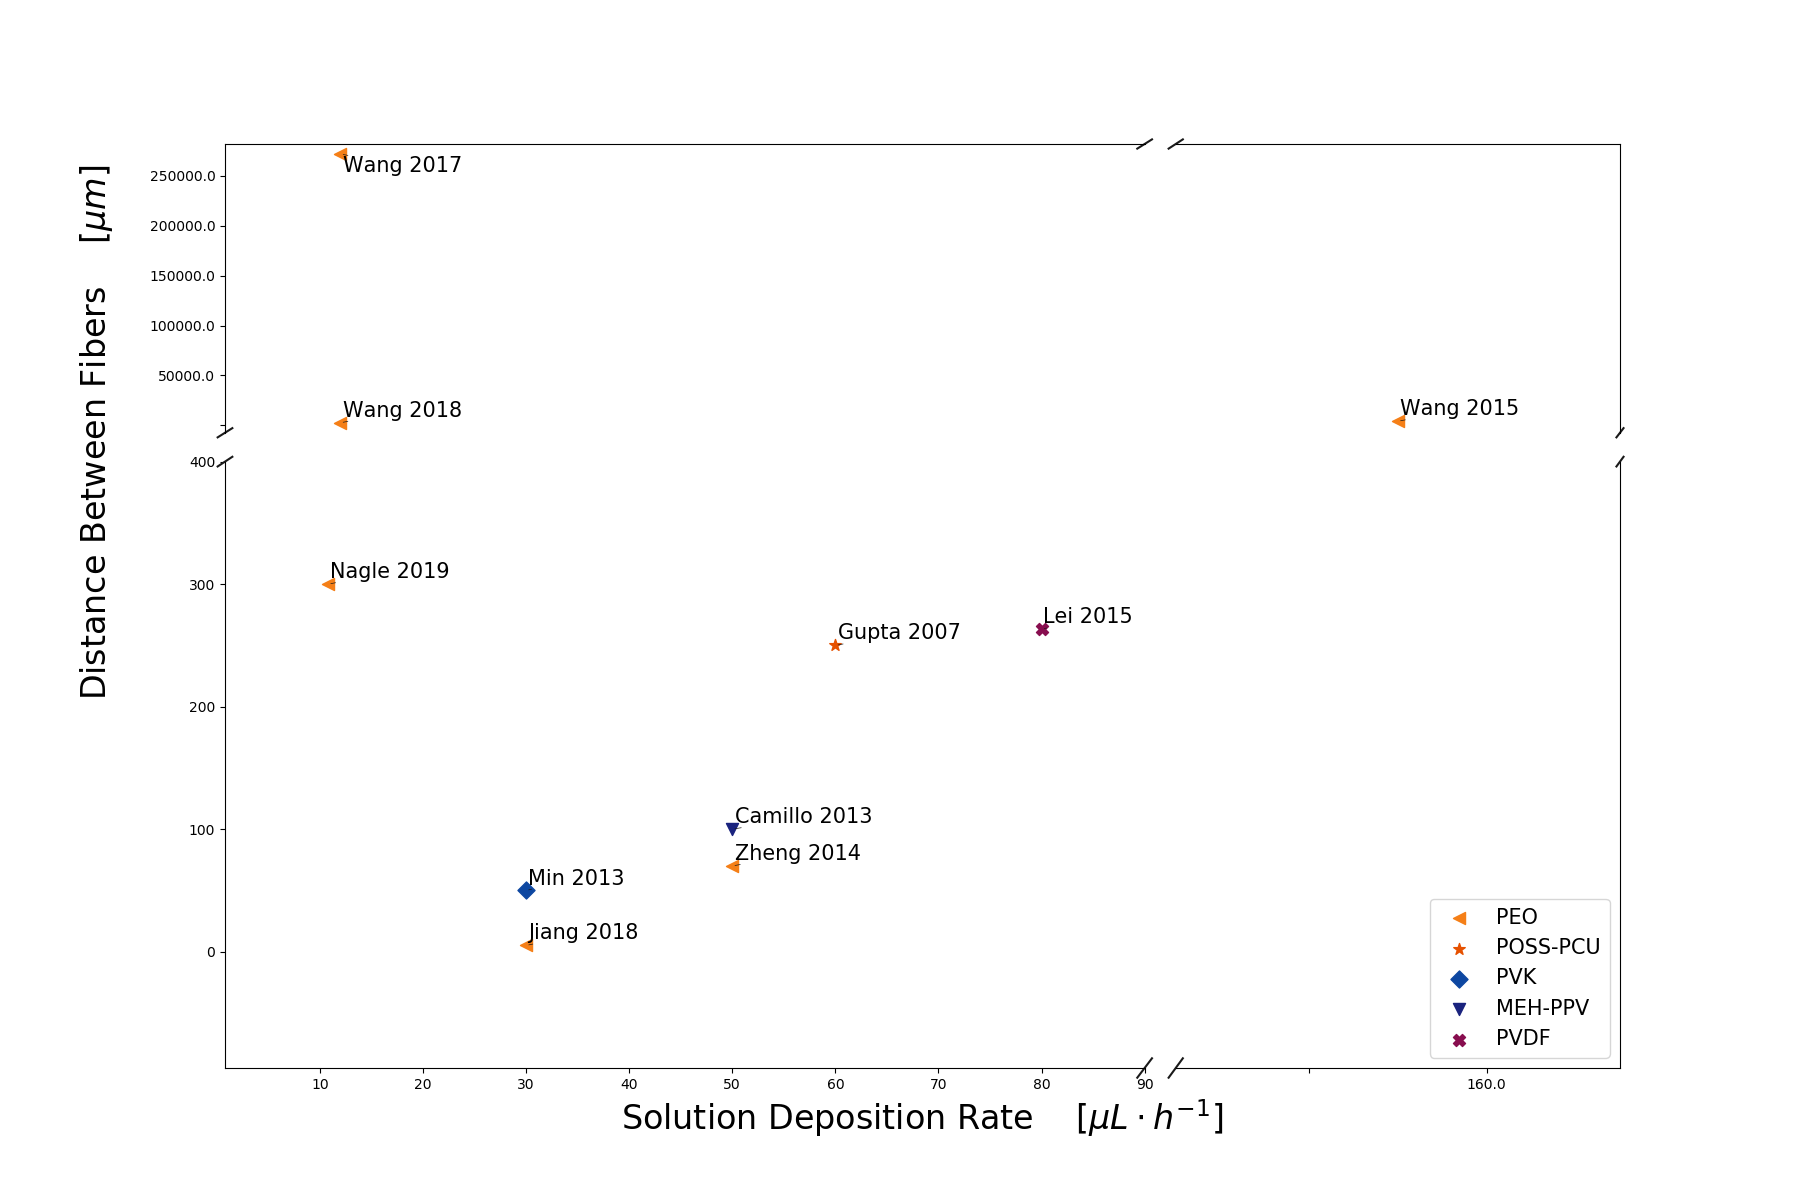 Distance Between Fibers [μm]
250000.0
200000.0
150000.0
100000.0
50000.0
400
300
200
100
0
Wang 2017
Wang 2018
Wang 2015
Nagle 2019
Lei 2015
Gupta 2007
Camillo 2013
Zheng 2014
Min 2013
Jiang 2018
PEO
POSS-PCU
PVK
MEH-PPV
PVDF
10 20 30 40 50 60 70 80 90 160.0
Solution Deposition Rate [μL · h⁻¹]